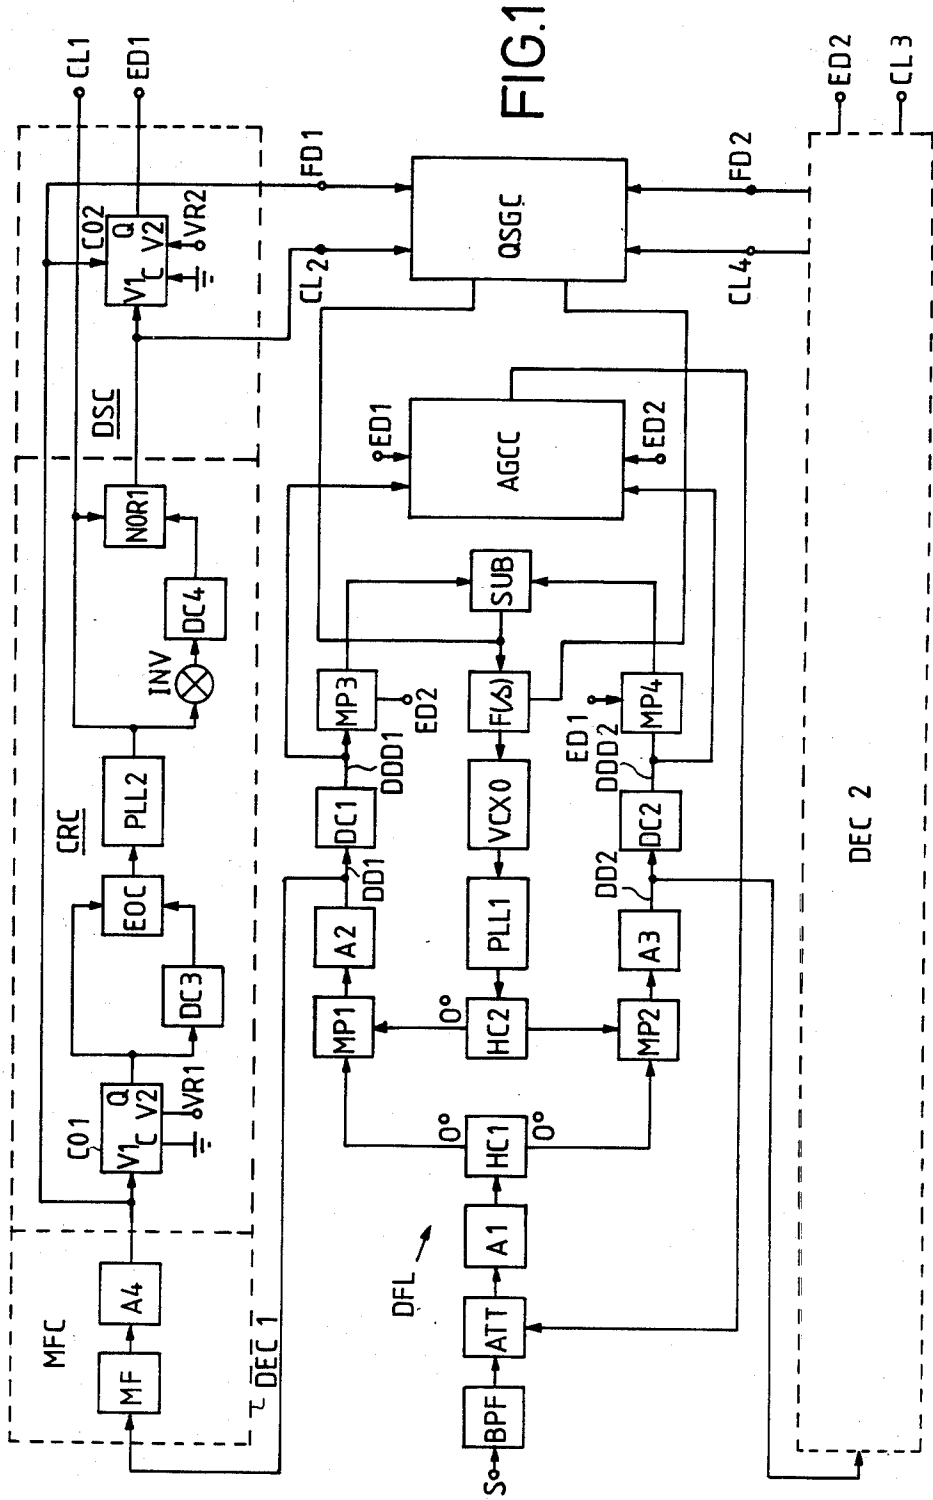 CL1
ED1
C02
Q
V1
V2
C
VR2
DSC
NOR1
DC4
INV
CRC
PLL2
EOC
DC3
C01
Q
V1
V2
C
VR1
MFC
A4
MF
DEC 1
FIG.1
FD1
CL2
QSGC
FD2
CL4
ED1
AGCC
ED2
SUB
MP3
ED2
F(s)
ED1
MP4
DDD1
DDD2
DC1
VCXO
DC2
DD1
DD2
A2
PLL1
A3
MP1
0°
HC2
MP2
0°
HC1
0°
A1
DFL
ATT
BPF
S
ED2
CL3
DEC 2